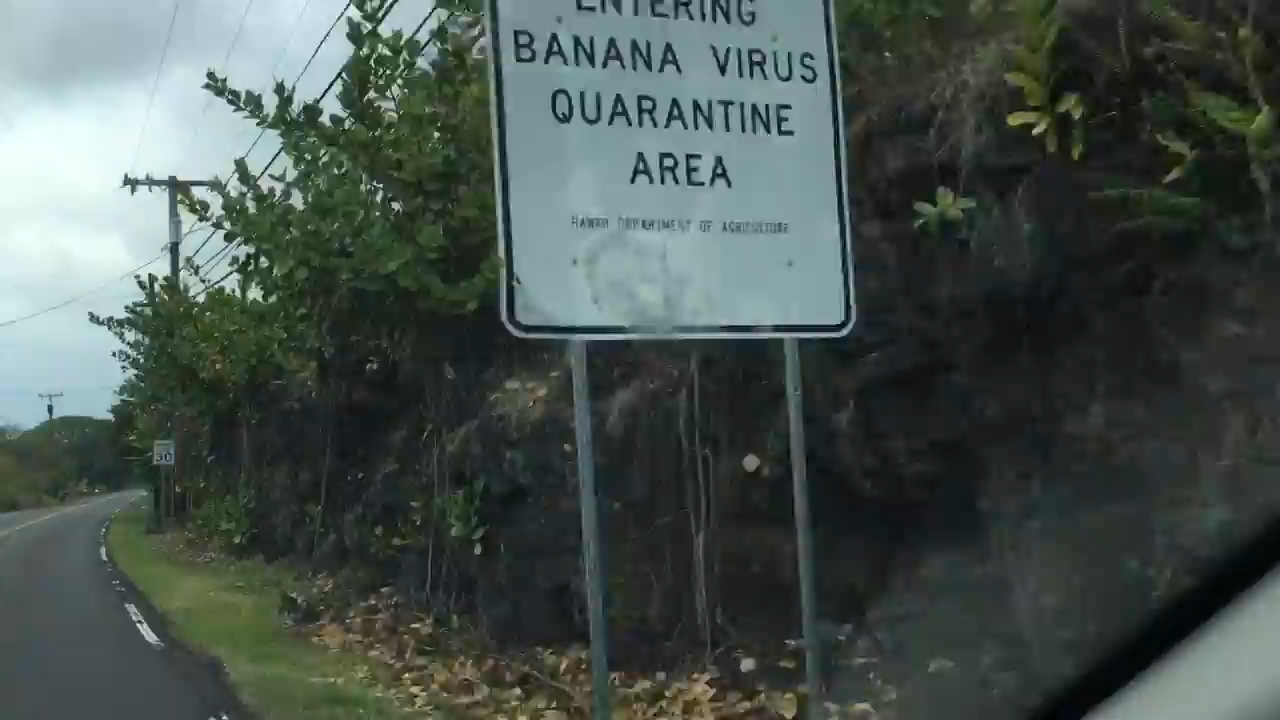 ENTERING
BANANA VIRUS
QUARANTINE
AREA
HAWAII DEPARTMENT OF AGRICULTURE
30